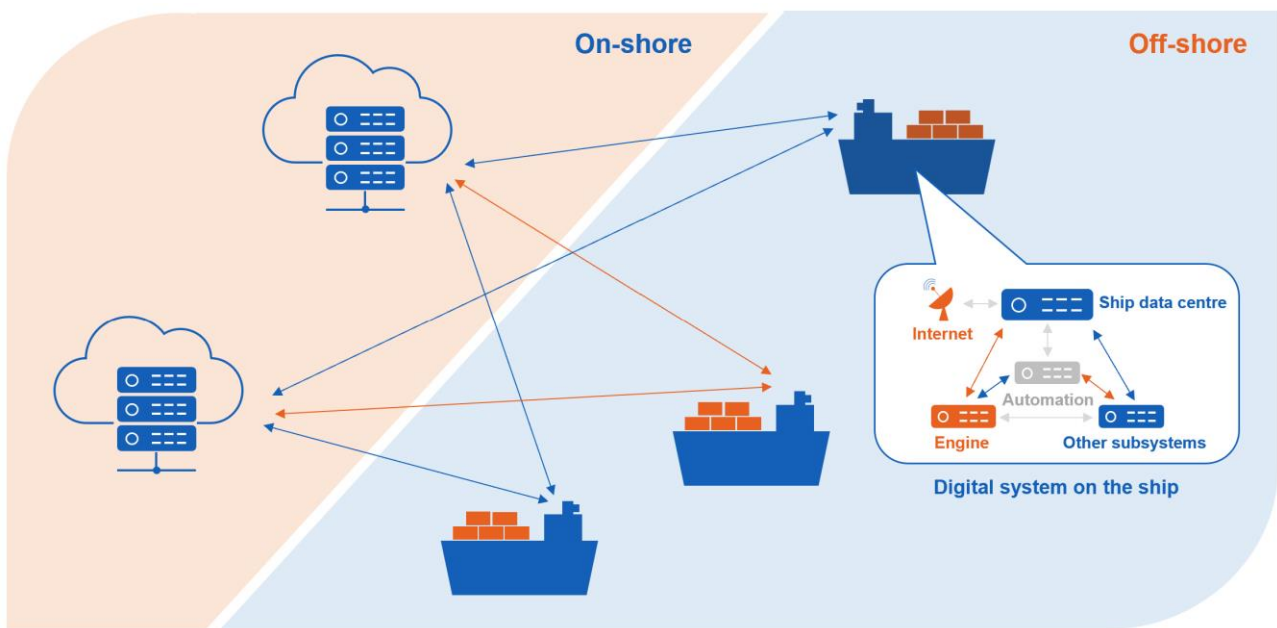 On-shore
Off-shore
Ship data centre
Internet
Automation
Engine
Other subsystems
Digital system on the ship